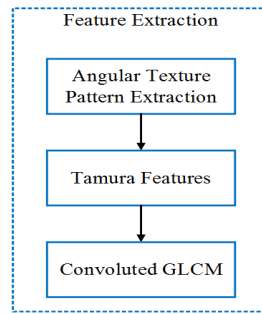 Feature Extraction
Angular Texture
Pattern Extraction
Tamura Features
Convoluted GLCM